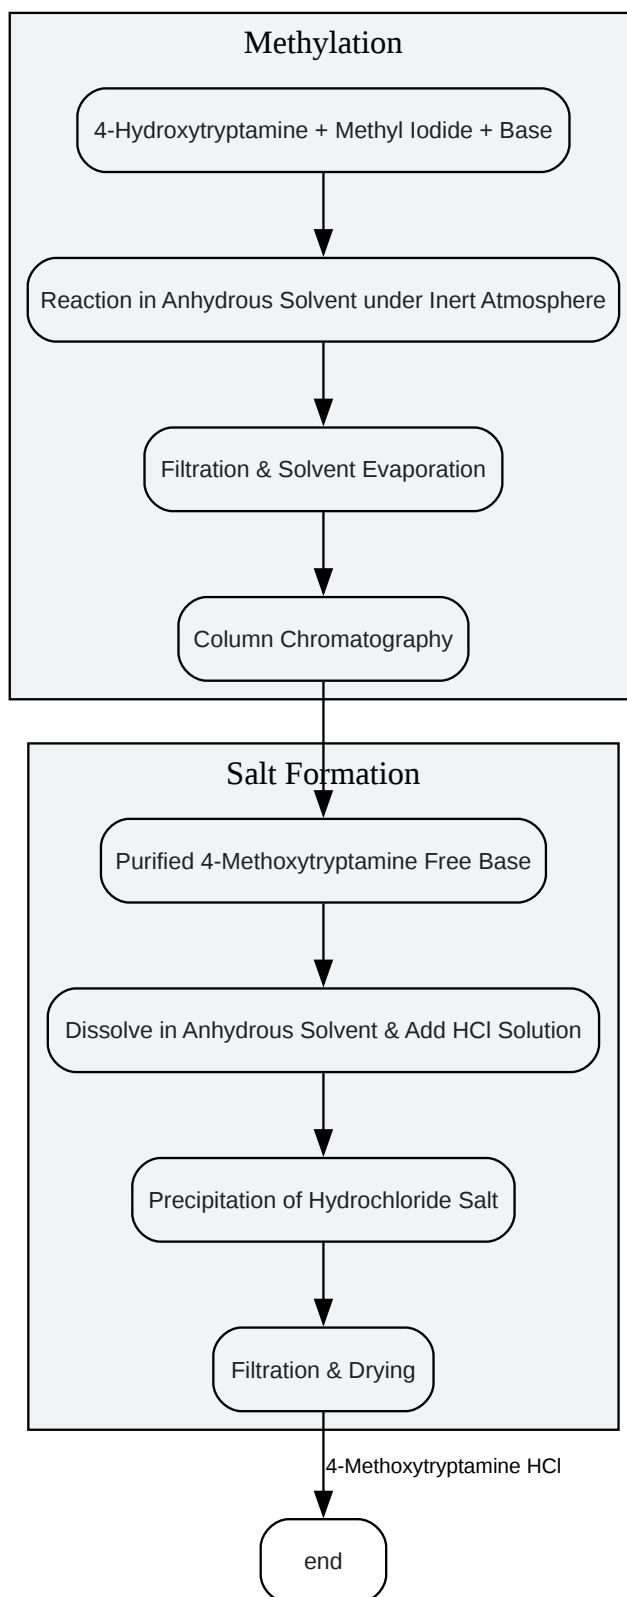 Methylation
4-Hydroxytryptamine + Methyl Iodide + Base
Reaction in Anhydrous Solvent under Inert Atmosphere
Filtration & Solvent Evaporation
Column Chromatography
Salt Formation
Purified 4-Methoxytryptamine Free Base
Dissolve in Anhydrous Solvent & Add HCl Solution
Precipitation of Hydrochloride Salt
Filtration & Drying
4-Methoxytryptamine HCl
end